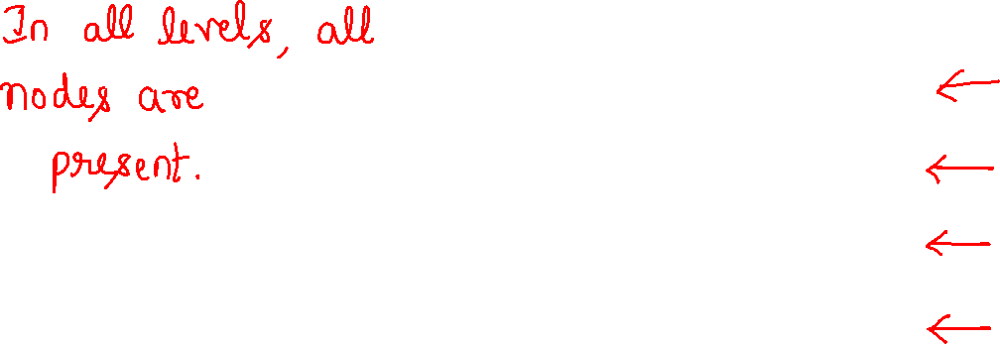 In all levels, all
nodes are
present.